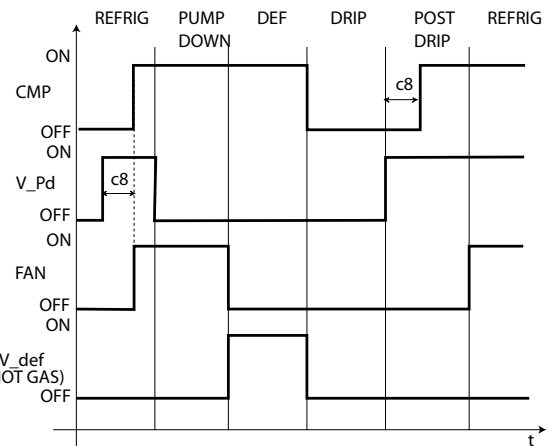 REFRIG PUMP DOWN DEF DRIP POST DRIP REFRIG
ON
CMP
c8
OFF
ON
V_Pd
c8
OFF
ON
FAN
OFF
ON
V_def
OT GAS)
OFF
t